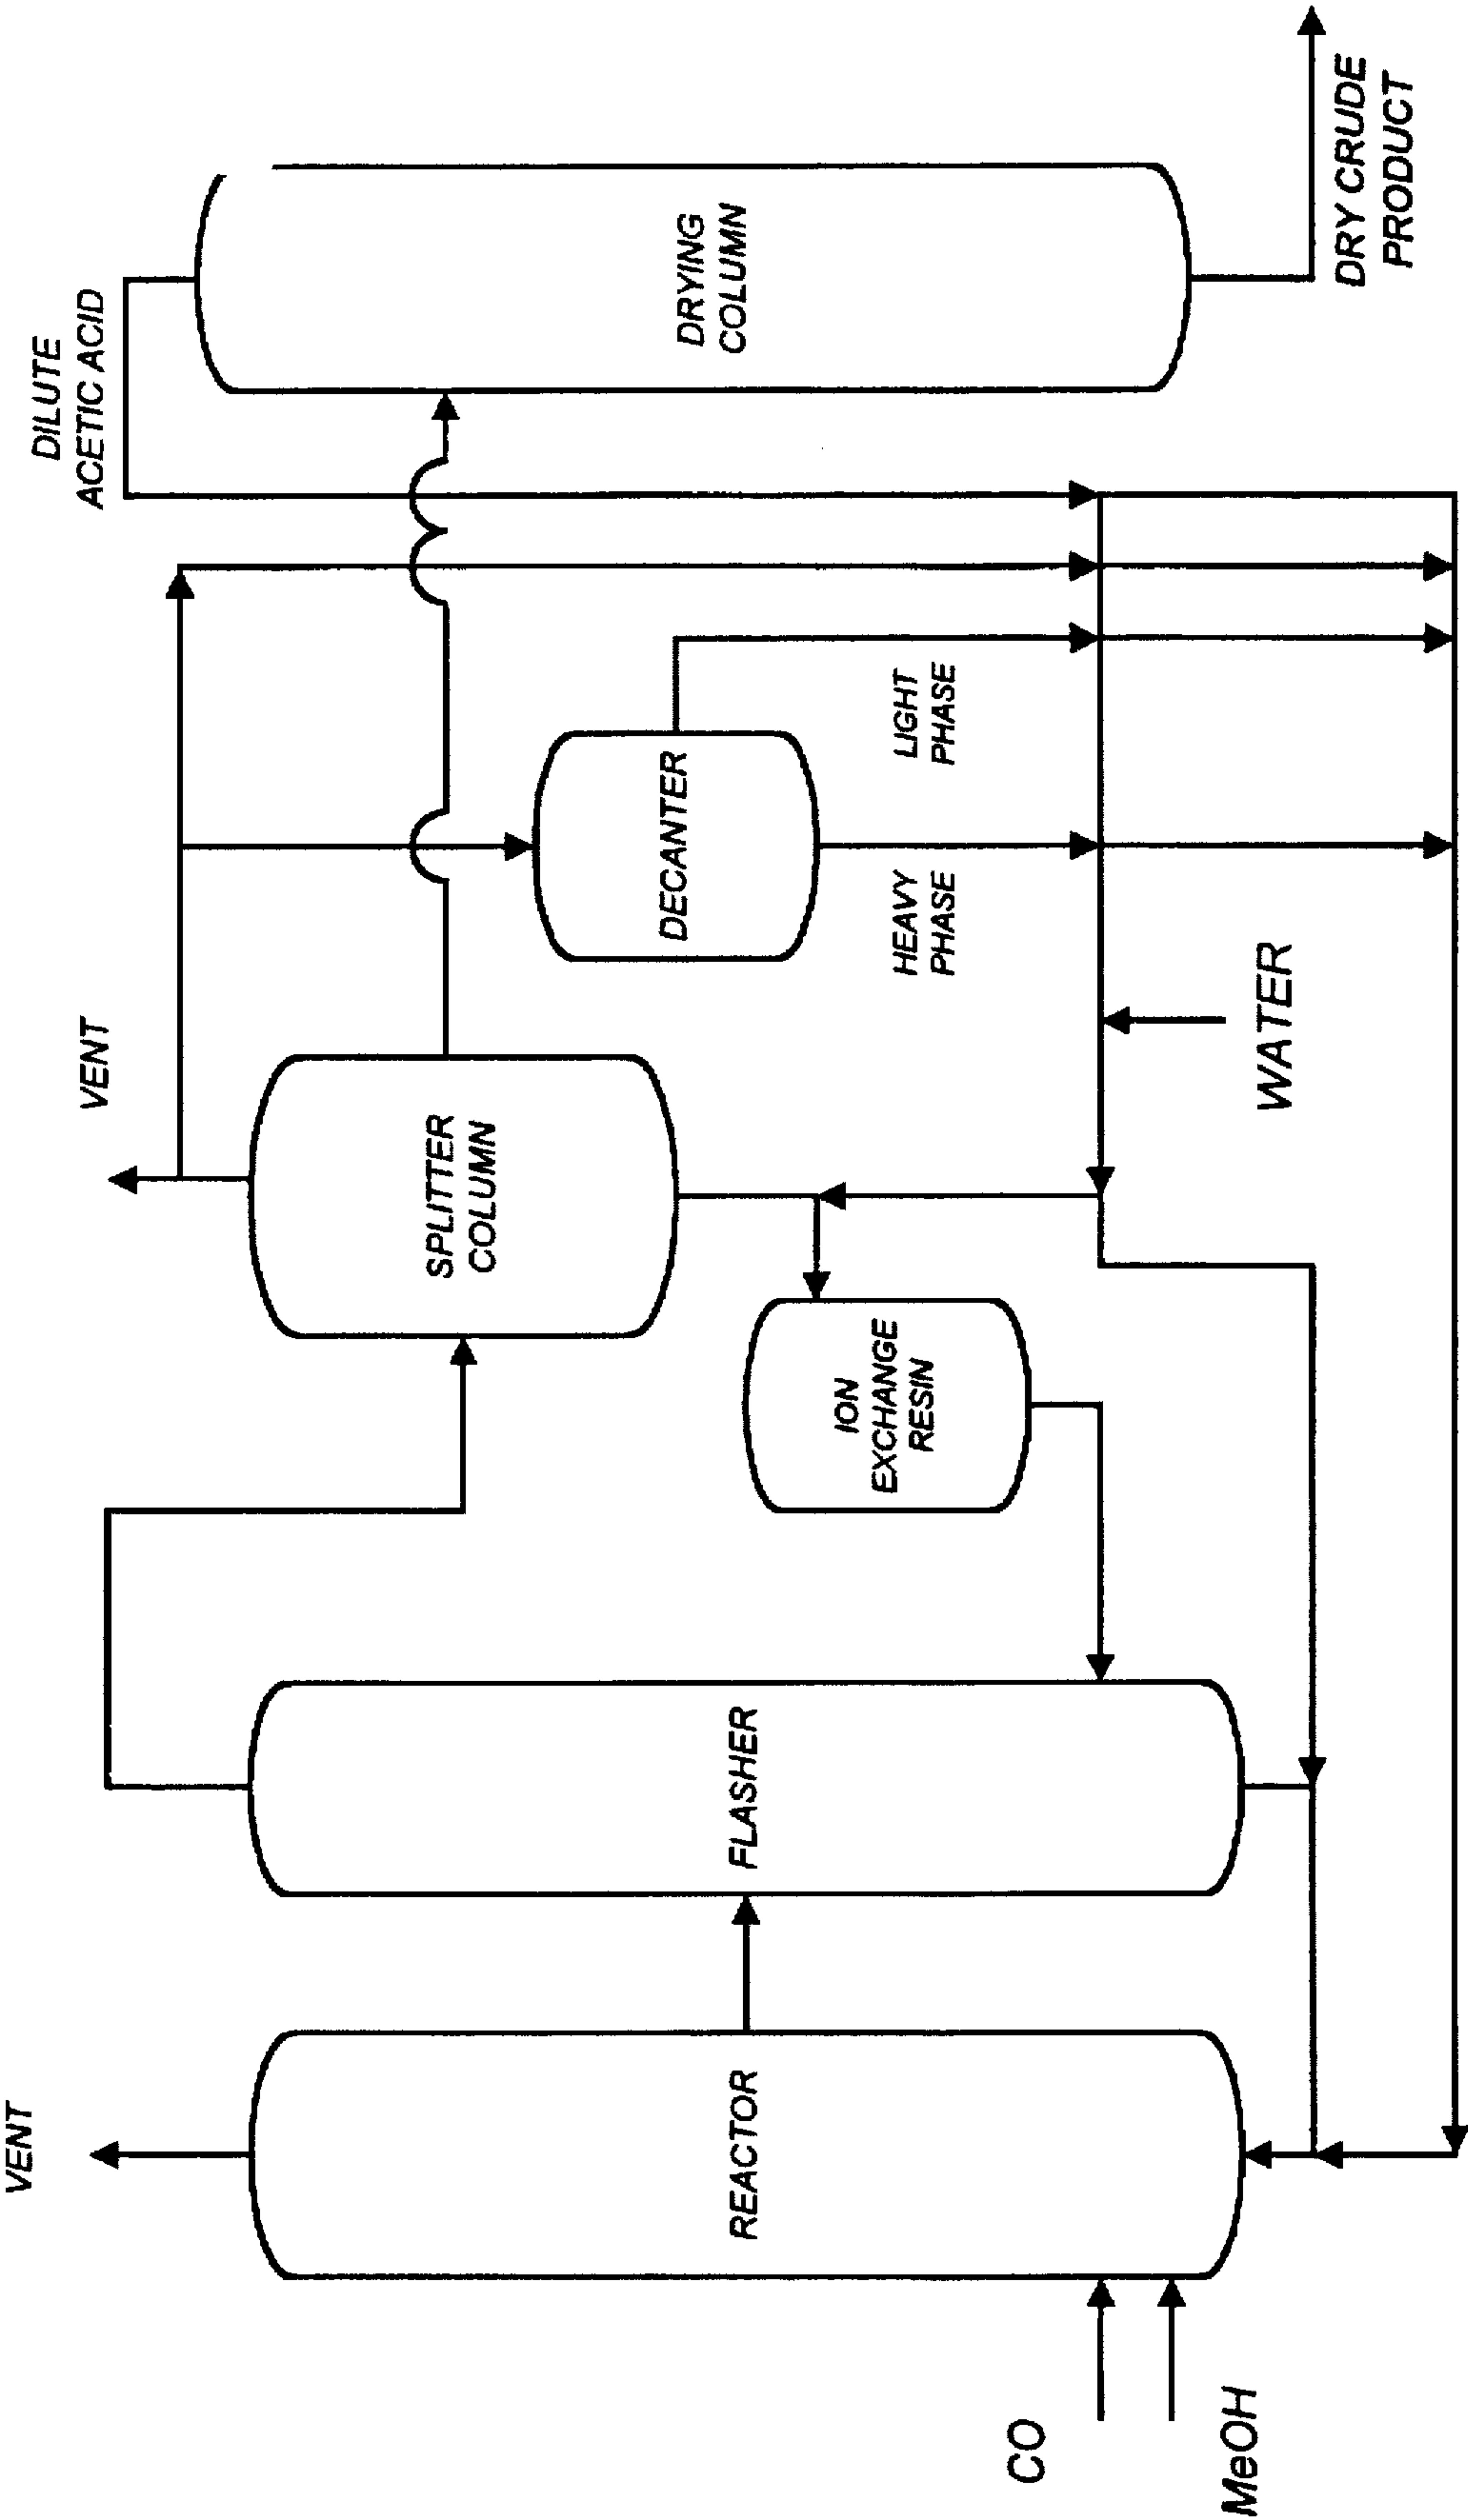 VENT
REACTOR
CO
MeOH
FLASHER
VENT
SPLITTER
COLUMN
ION
EXCHANGE
RESIN
WATER
DECANTER
HEAVY
PHASE
LIGHT
PHASE
DILUTE
ACETIC ACID
DRYING
COLUMN
DRY CRUDE
PRODUCT